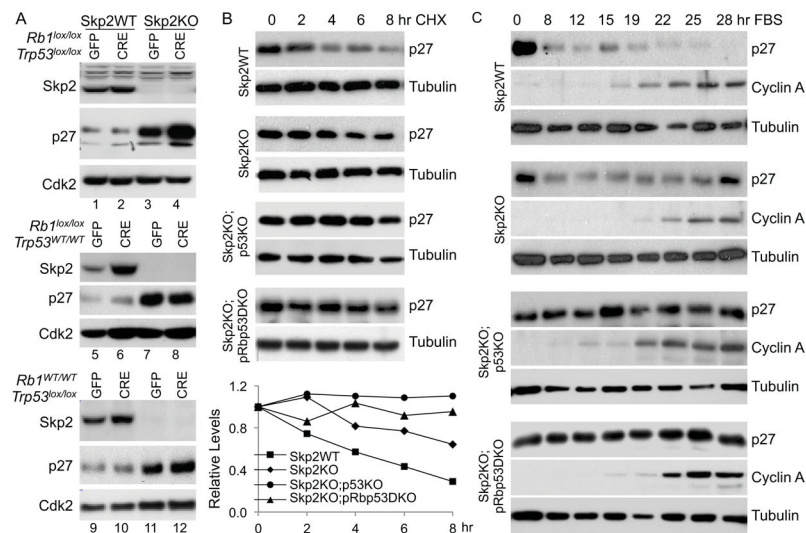 A
Skp2WT Skp2KO
Rb1lox/lox
Trp53lox/lox
GFP CRE GFP CRE
Skp2
p27
Cdk2
1 2 3 4
Rb1lox/lox
Trp53WT/WT
GFP CRE GFP CRE
Skp2
p27
Cdk2
5 6 7 8
Rb1WT/WT
Trp53lox/lox
GFP CRE GFP CRE
Skp2
p27
Cdk2
9 10 11 12
B
0 2 4 6 8 hr CHX
Skp2WT
p27
Tubulin
Skp2KO
p27
Tubulin
Skp2KO;
p53KO
p27
Tubulin
Skp2KO;
pRbp53DKO
p27
Tubulin
Relative Levels
1.2
0.8
0.4
0.0
Skp2WT
Skp2KO
Skp2KO;p53KO
Skp2KO;pRbp53DKO
0 2 4 6 8 hr
C
0 8 12 15 19 22 25 28 hr FBS
Skp2WT
p27
Cyclin A
Tubulin
Skp2KO
p27
Cyclin A
Tubulin
Skp2KO;
p53KO
p27
Cyclin A
Tubulin
Skp2KO;
pRbp53DKO
p27
Cyclin A
Tubulin